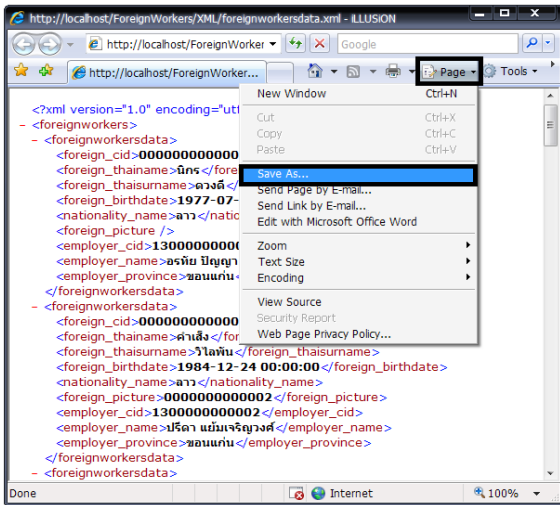 http://localhost/ForeignWorkers/XML/foreignworkersdata.xml - iLLUSiON
http://localhost/ForeignWorker
Google
http://localhost/ForeignWorker...
Page
Tools
New Window Ctrl+N
Cut Ctrl+X
Copy Ctrl+C
Paste Ctrl+V
Save As...
Send Page by E-mail...
Send Link by E-mail...
Edit with Microsoft Office Word
Zoom
Text Size
Encoding
View Source
Security Report
Web Page Privacy Policy...
<?xml version="1.0" encoding="ut
- <foreignworkers>
- <foreignworkersdata>
<foreign_cid>000000000000
<foreign_thainame>นิกร</fore
<foreign_thaisurname>ดวงดี</
<foreign_birthdate>1977-07-
<nationality_name>ลาว</natio
<foreign_picture />
<employer_cid>13000000000
<employer_name>อรทัย ปัญญา
<employer_province>ขอนแก่น<
</foreignworkersdata>
- <foreignworkersdata>
<foreign_cid>000000000000
<foreign_thainame>คำเส็ง</for
<foreign_thaisurname>วิไลพัน</foreign_thaisurname>
<foreign_birthdate>1984-12-24 00:00:00</foreign_birthdate>
<nationality_name>ลาว</nationality_name>
<foreign_picture>0000000000002</foreign_picture>
<employer_cid>1300000000002</employer_cid>
<employer_name>ปรีดา แย้มเจริญวงศ์</employer_name>
<employer_province>ขอนแก่น</employer_province>
</foreignworkersdata>
- <foreignworkersdata>
Done
Internet
100%